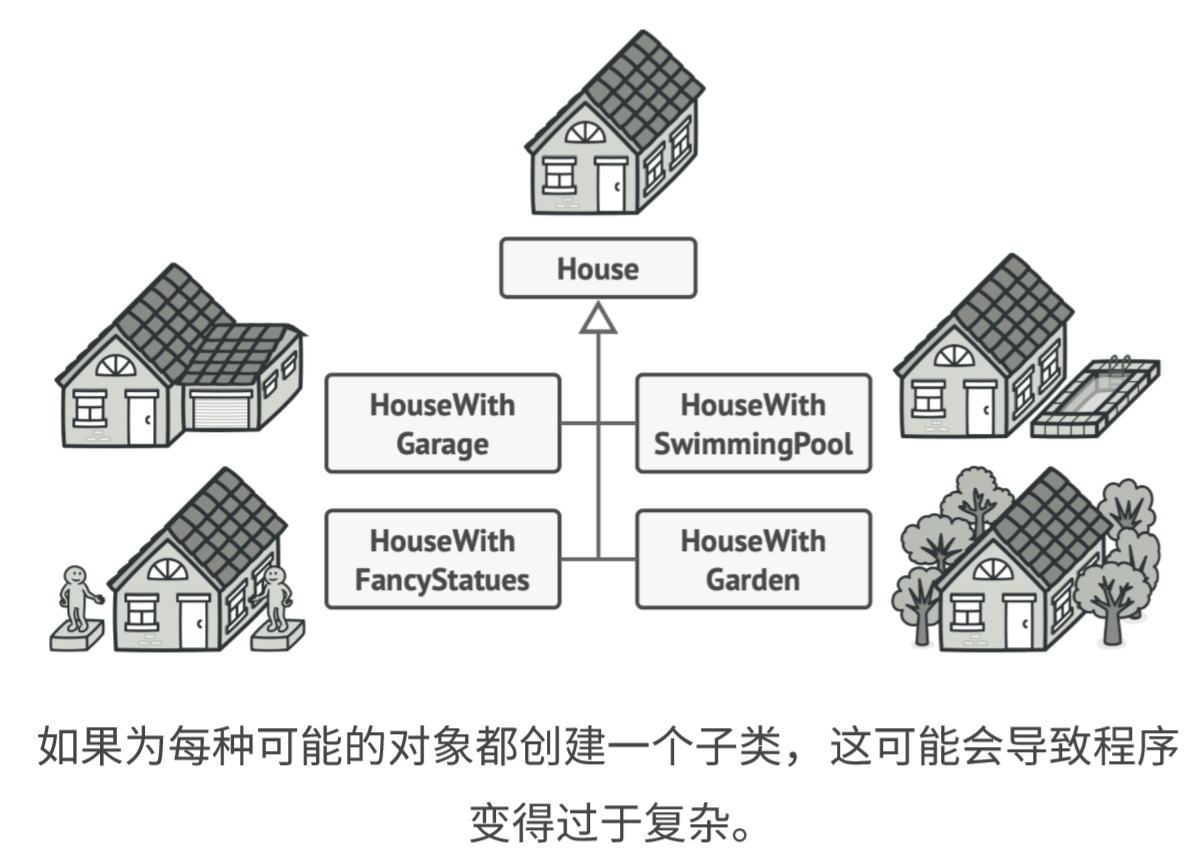 House
HouseWith
Garage
HouseWith
SwimmingPool
HouseWith
FancyStatues
HouseWith
Garden
如果为每种可能的对象都创建一个子类，这可能会导致程序
变得过于复杂。